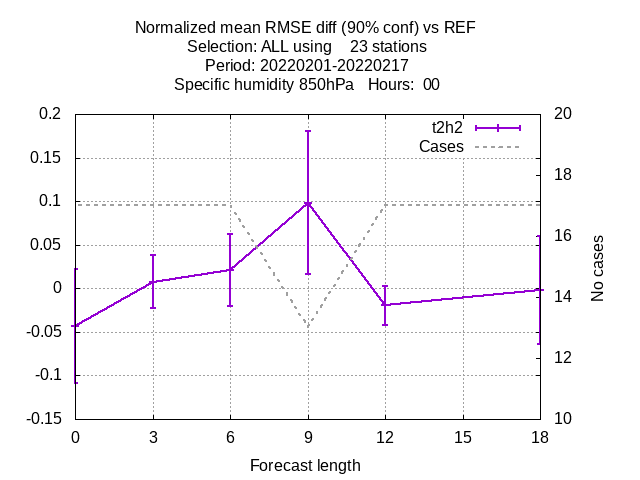 Normalized mean RMSE diff (90% conf) vs REF
Selection: ALL using    23 stations
Period: 20220201-20220217
Specific humidity 850hPa   Hours:  00
t2h2
Cases
0.2
0.15
0.1
0.05
0
-0.05
-0.1
-0.15
20
18
16
14
12
10
No cases
0 3 6 9 12 15 18
Forecast length